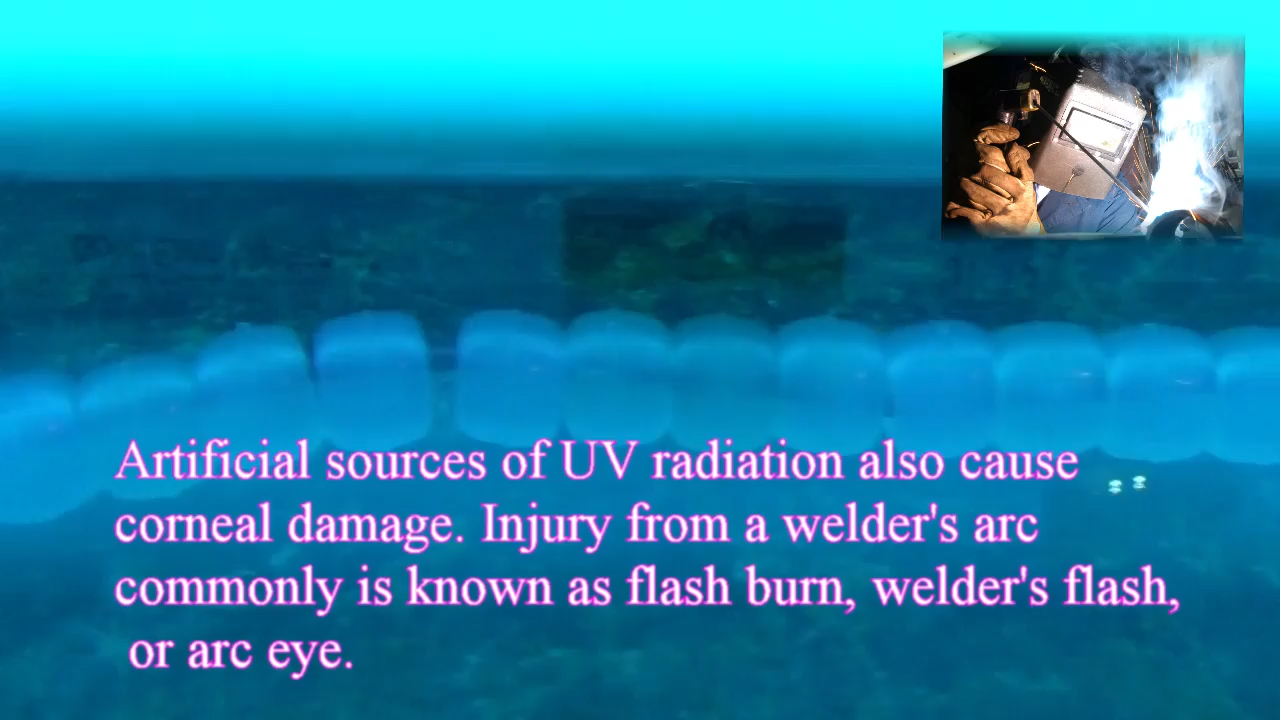 Artificial sources of UV radiation also cause
corneal damage. Injury from a welder's arc
commonly is known as flash burn, welder's flash,
or arc eye.